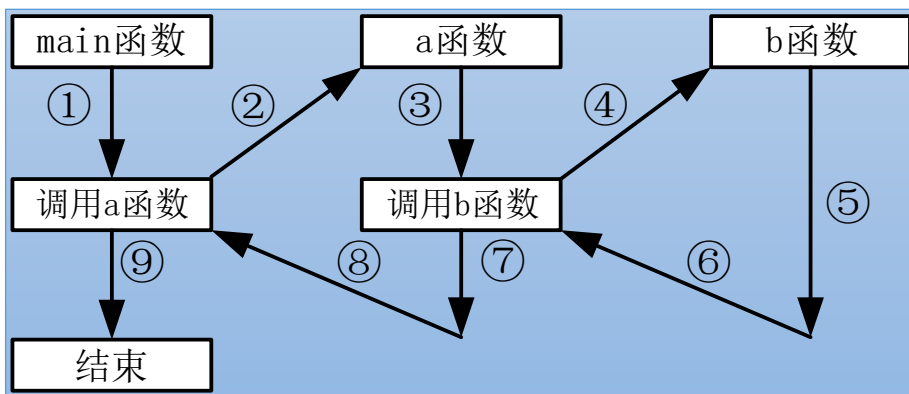 main函数 a函数 b函数
① ② ③ ④
调用a函数 调用b函数 ⑤
⑨ ⑧ ⑦ ⑥
结束